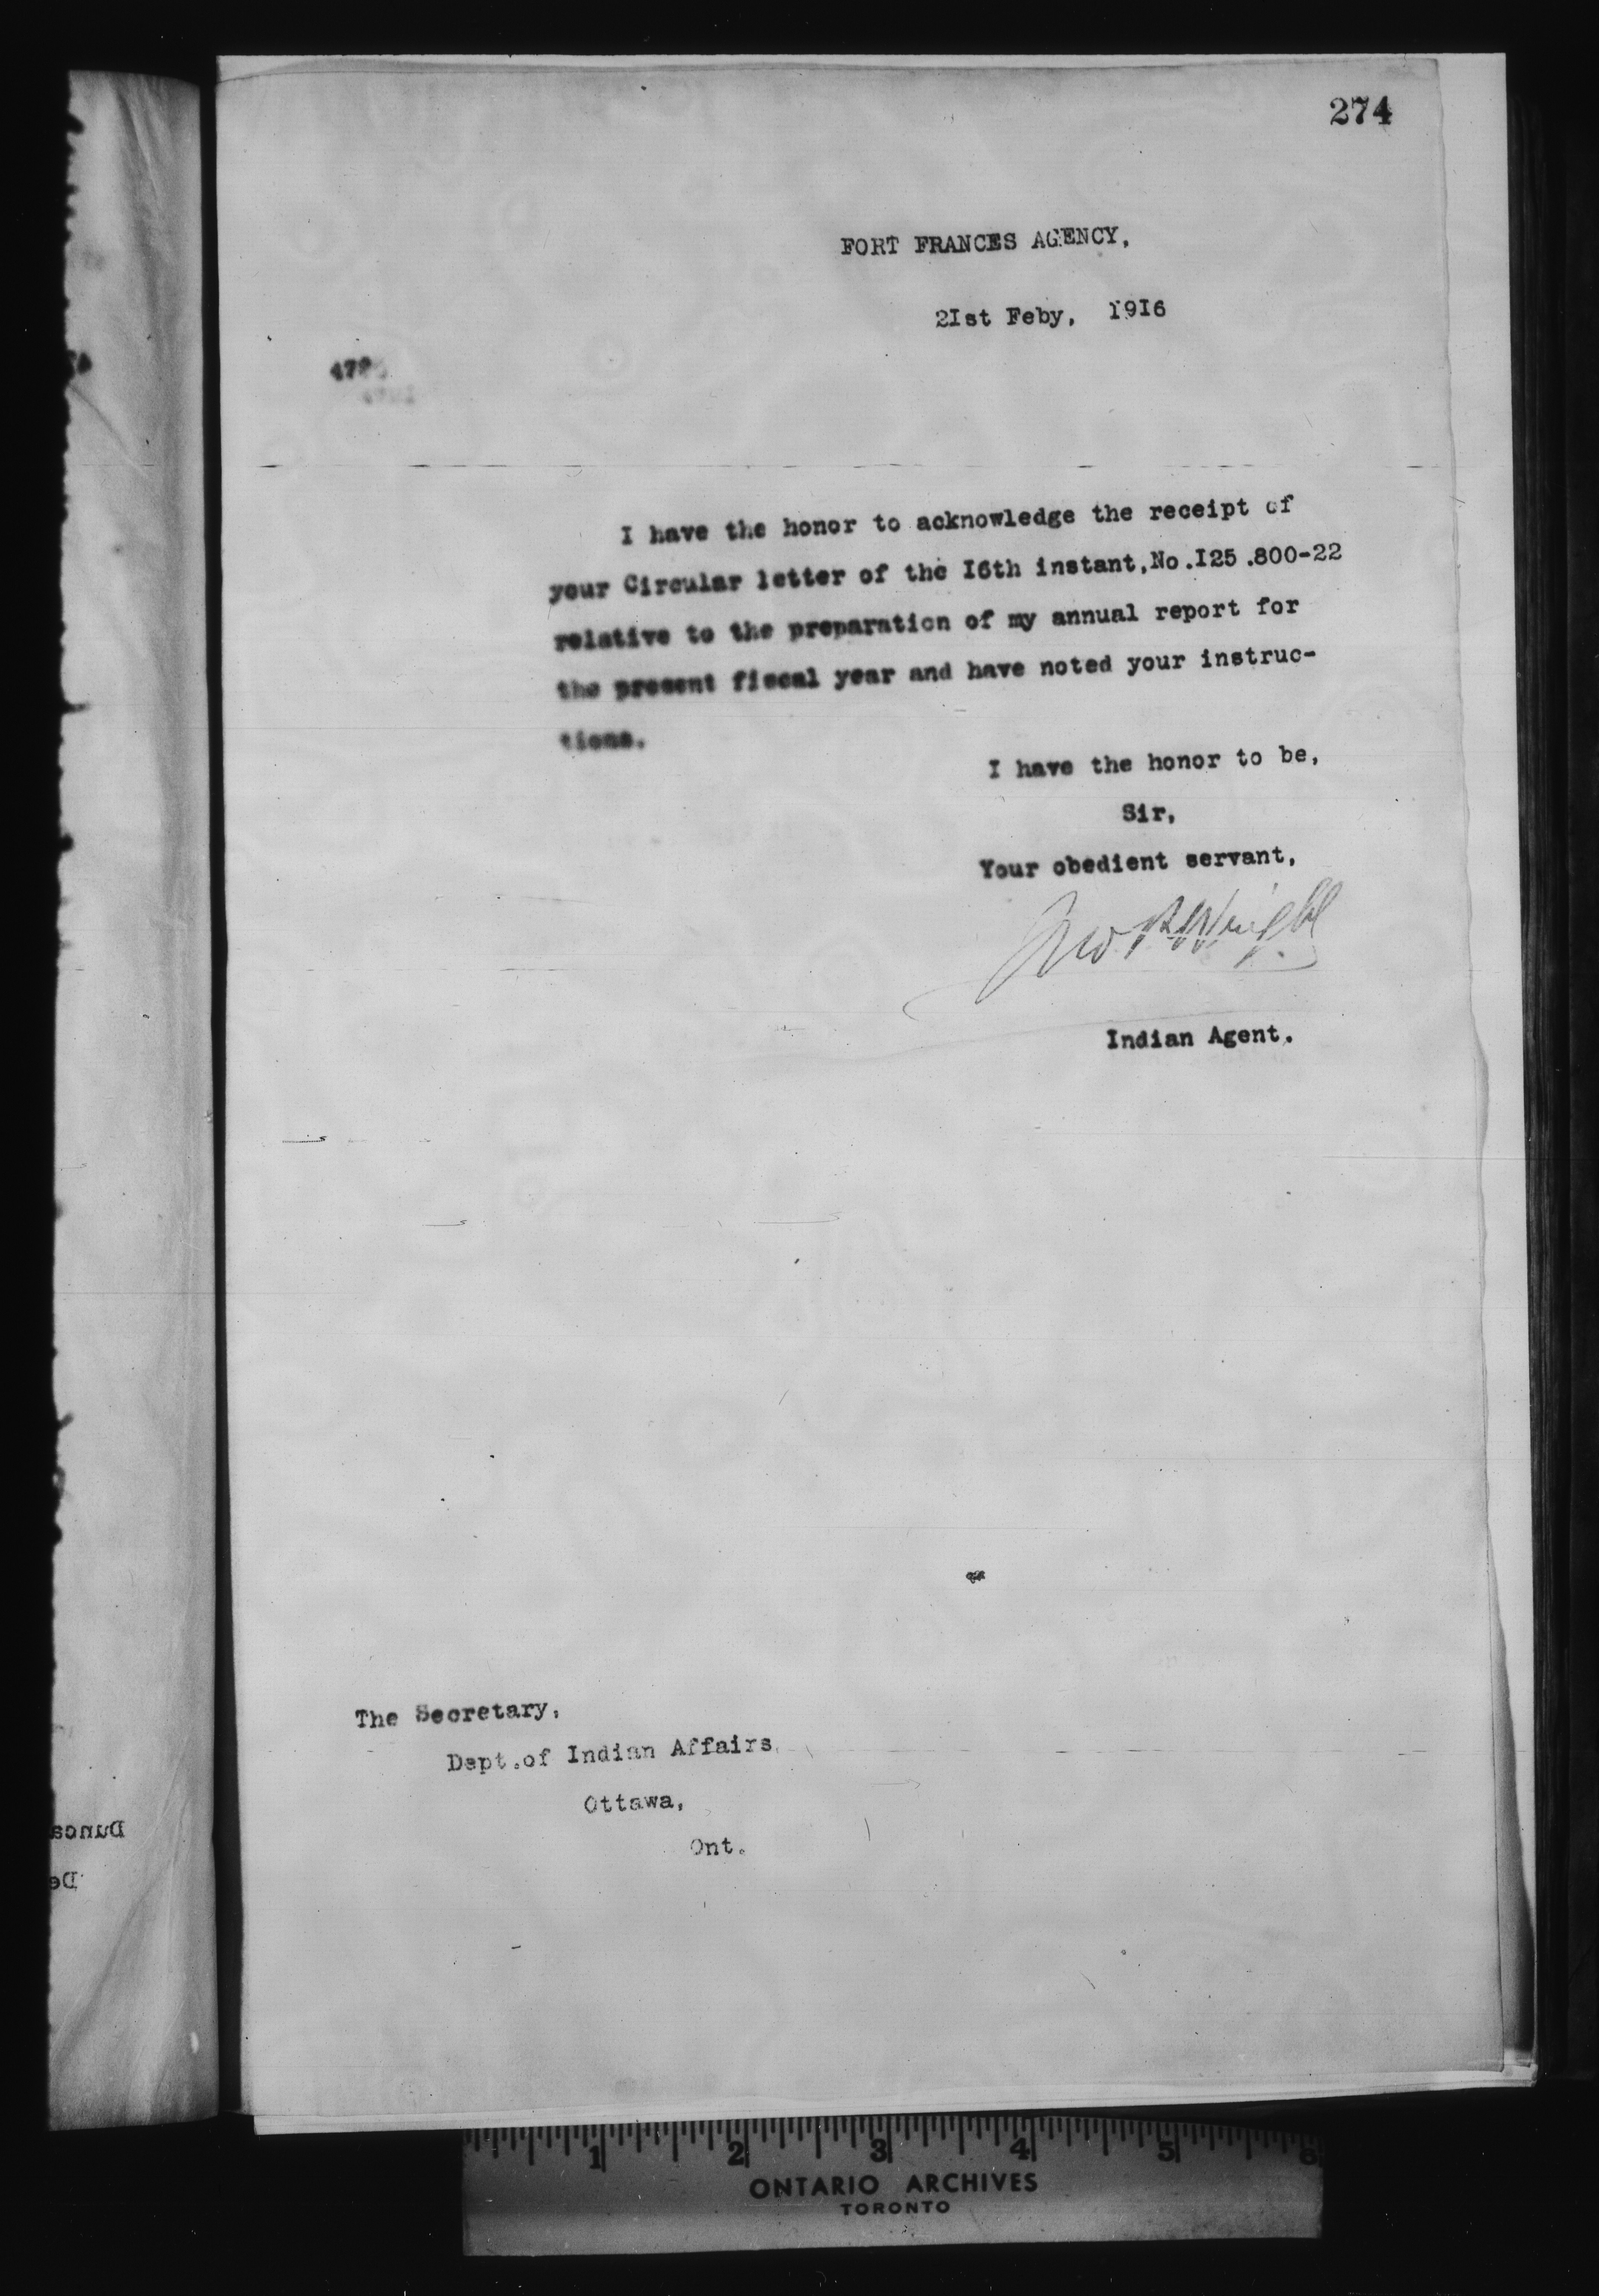 274
FORT FRANCES AGENCY,
21st Feby, 1916
I have the honor to acknowledge the receipt of
your Circular letter of the 16th instant,No.125.800-22
relative to the preparation of my annual report for
the present fiscal year and have noted your instruc-
tions.
I have the honor to be,
Sir,
Your obedient servant,
Jno P Wright
Indian Agent.
The Secretary,
Dept.of Indian Affairs
Ottawa,
Ont.
1 2 3 4 5 6
ONTARIO ARCHIVES
TORONTO